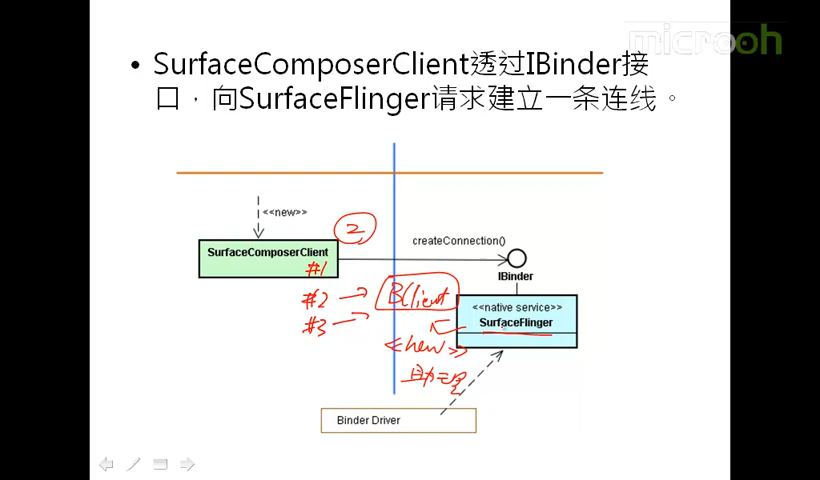 microoh
• SurfaceComposerClient透过IBinder接
口，向SurfaceFlinger请求建立一条连线。
<<new>>
2
createConnection()
SurfaceComposerClient
#1
IBinder
#2
BClient
#3
<<native service>>
SurfaceFlinger
<<new>>
助理
Binder Driver